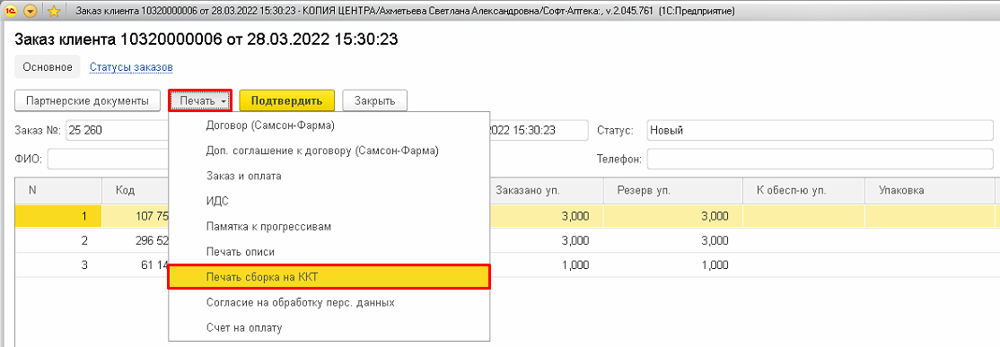 1С Заказ клиента 10320000006 от 28.03.2022 15:30:23 - КОПИЯ ЦЕНТРА/Ахметьева Светлана Александровна/Софт-Аптека:, v.2.045.761 (1С:Предприятие)
Заказ клиента 10320000006 от 28.03.2022 15:30:23
Основное Статусы заказов
Партнерские документы Печать Подтвердить Закрыть
Заказ №: 25 260 2022 15:30:23 Статус: Новый
ФИО: Телефон:
Договор (Самсон-Фарма)
Доп. соглашение к договору (Самсон-Фарма)
Заказ и оплата
ИДС
Памятка к прогрессивам
Печать описи
Печать сборка на ККТ
Согласие на обработку перс. данных
Счет на оплату
N Код Заказано уп. Резерв уп. К обесп-ю уп. Упаковка
1 107 75 3,000 3,000
2 296 52 3,000 3,000
3 61 14 1,000 1,000